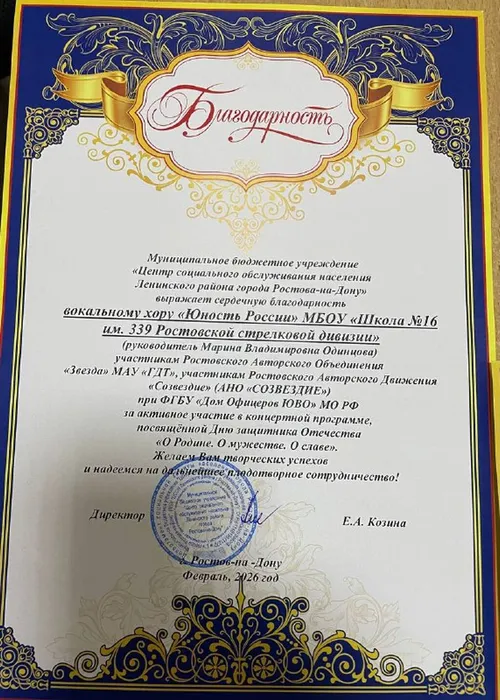 Благодарность
Муниципальное бюджетное учреждение
«Центр социального обслуживания населения
Ленинского района города Ростова-на-Дону»
выражает сердечную благодарность
вокальному хору «Юность России» МБОУ «Школа №16
им. 339 Ростовской стрелковой дивизии»
(руководитель Марина Владимировна Одинцова)
участникам Ростовского Авторского Объединения
«Звезда» МАУ «ГДТ», участникам Ростовского Авторского Движения
«Созвездие» (АНО «СОЗВЕЗДИЕ»)
при ФГБУ «Дом Офицеров ЮВО» МО РФ
за активное участие в концертной программе,
посвящённой Дню защитника Отечества
«О Родине. О мужестве. О славе».
Желаем Вам творческих успехов
и надеемся на дальнейшее плодотворное сотрудничество!
Директор Е.А. Козина
г. Ростов-на -Дону
Февраль, 2026 год